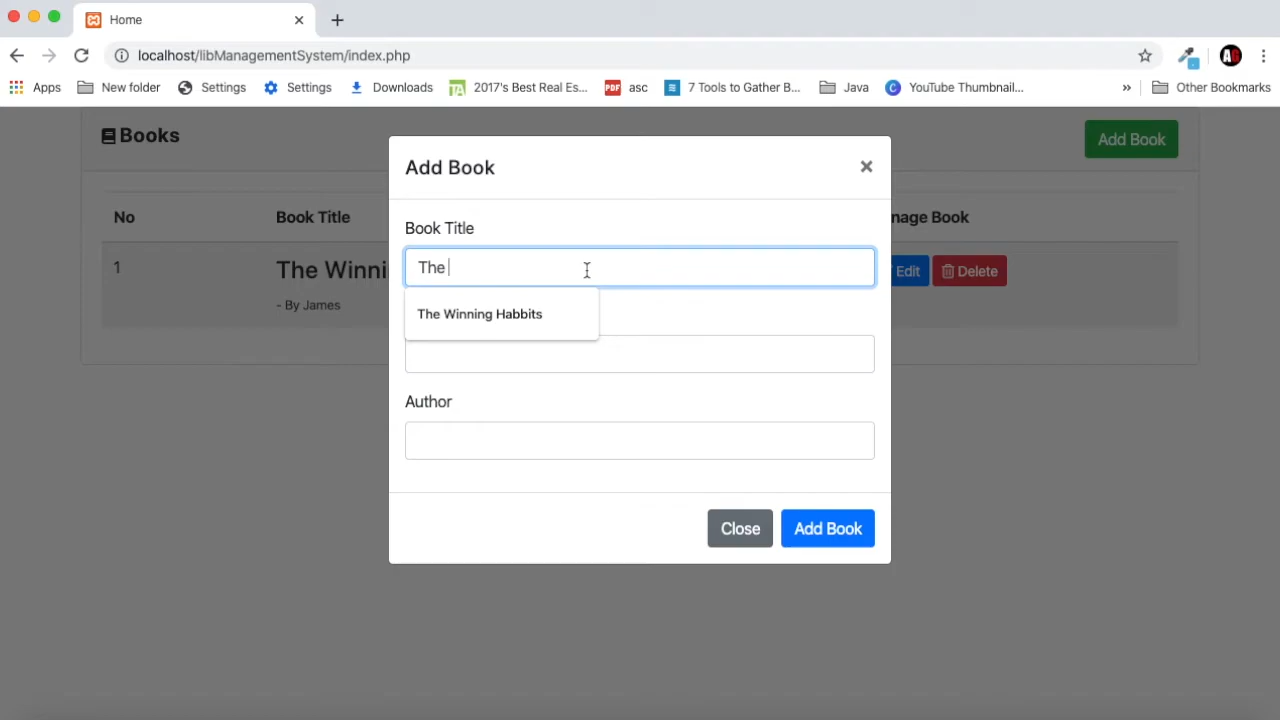 Home
localhost/libManagementSystem/index.php
AG
Apps
New folder
Settings
Settings
Downloads
2017's Best Real Es...
PDF
asc
7 Tools to Gather B...
Java
C
YouTube Thumbnail...
»
Other Bookmarks
Books
Add Book
Add Book
No
Book Title
nage Book
1
The Winni
- By James
Edit
Delete
Book Title
The
The Winning Habbits
Author
Close
Add Book